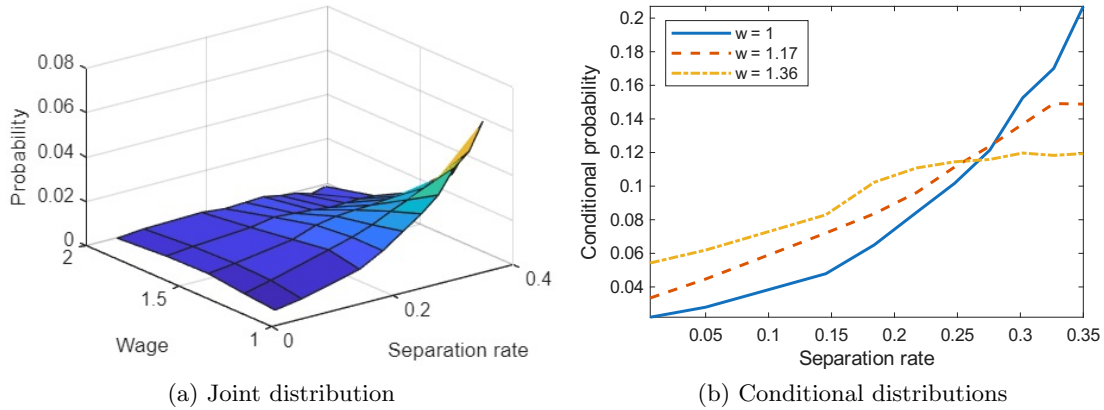 0.08
0.06
0.04
0.02
0
Probability
2
1.5
1
Wage
0
0.2
0.4
Separation rate
(a) Joint distribution
0.2
0.18
0.16
0.14
0.12
0.1
0.08
0.06
0.04
Conditional probability
w = 1
w = 1.17
w = 1.36
0.05
0.1
0.15
0.2
0.25
0.3
0.35
Separation rate
(b) Conditional distributions